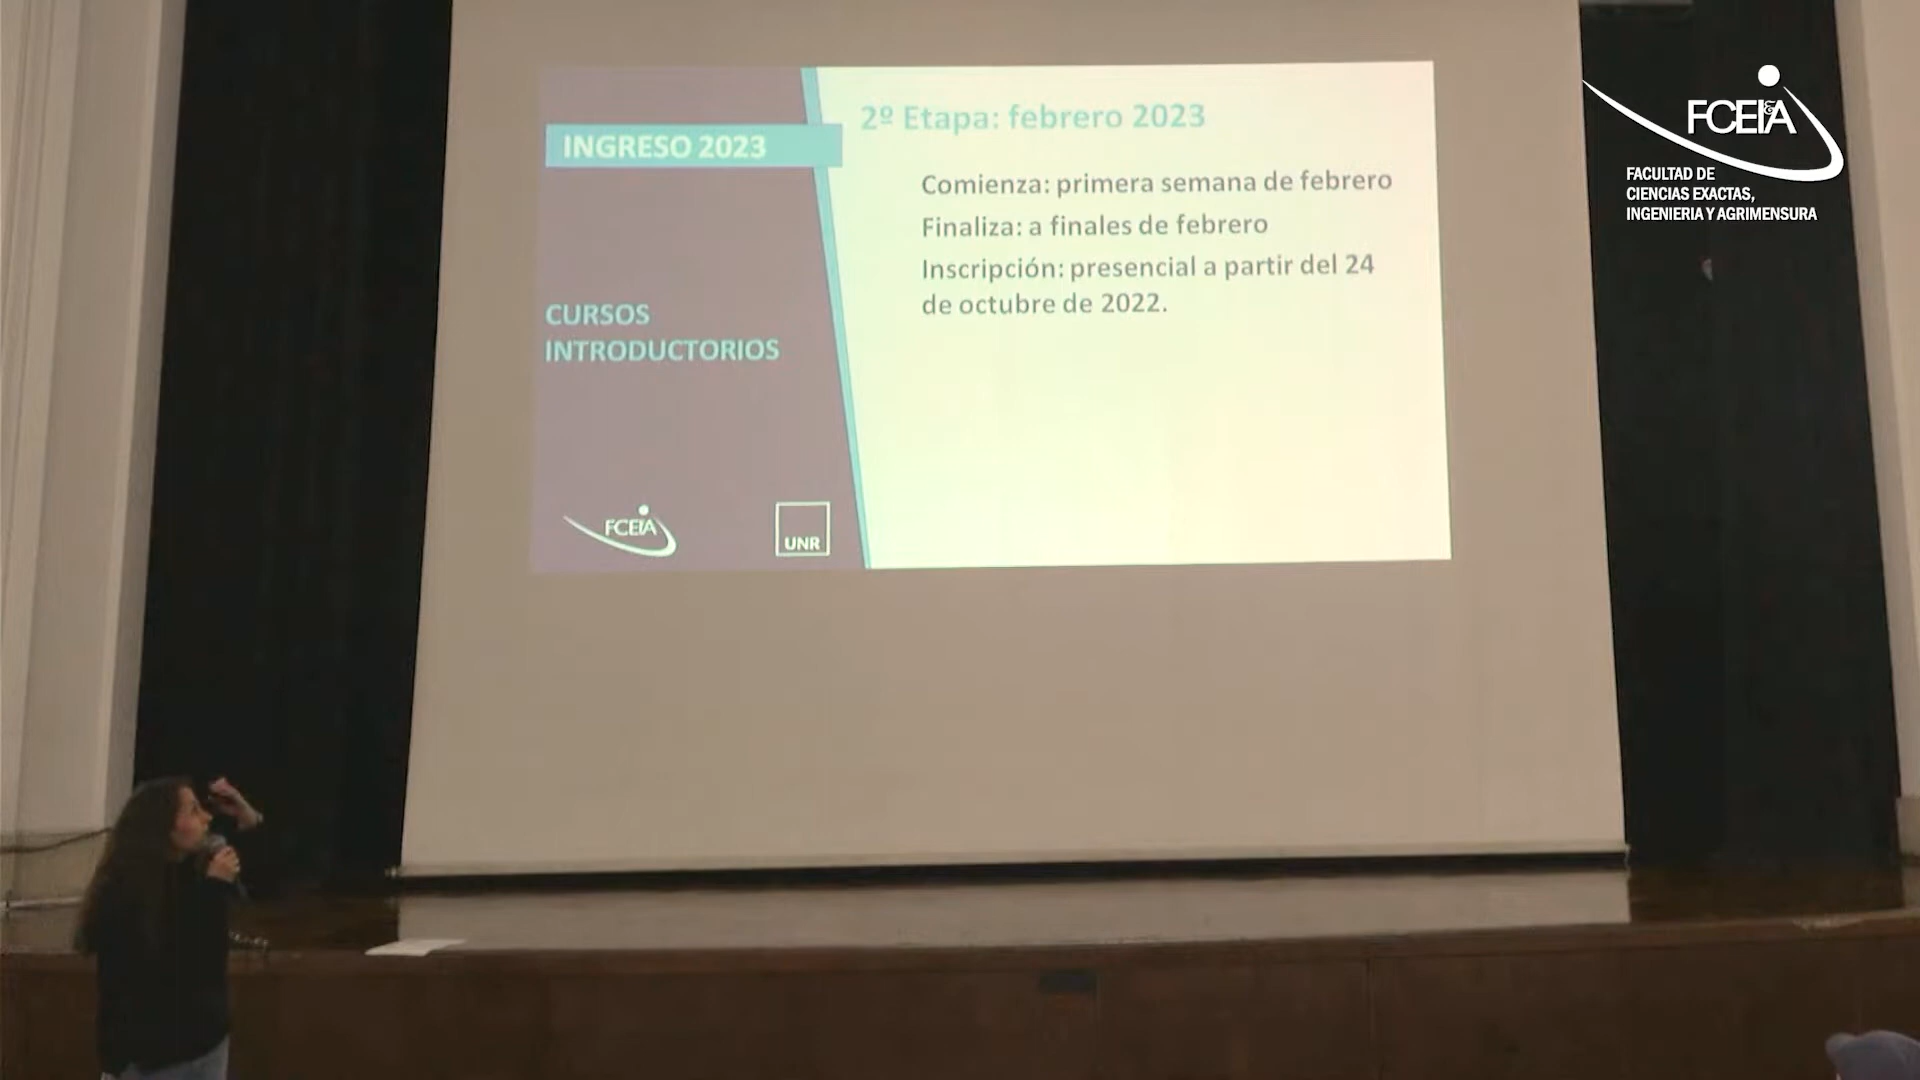 INGRESO 2023
CURSOS
INTRODUCTORIOS
FCEIA
UNR
2º Etapa: febrero 2023
Comienza: primera semana de febrero
Finaliza: a finales de febrero
Inscripción: presencial a partir del 24
de octubre de 2022.
FCEI&A
FACULTAD DE
CIENCIAS EXACTAS,
INGENIERIA Y AGRIMENSURA